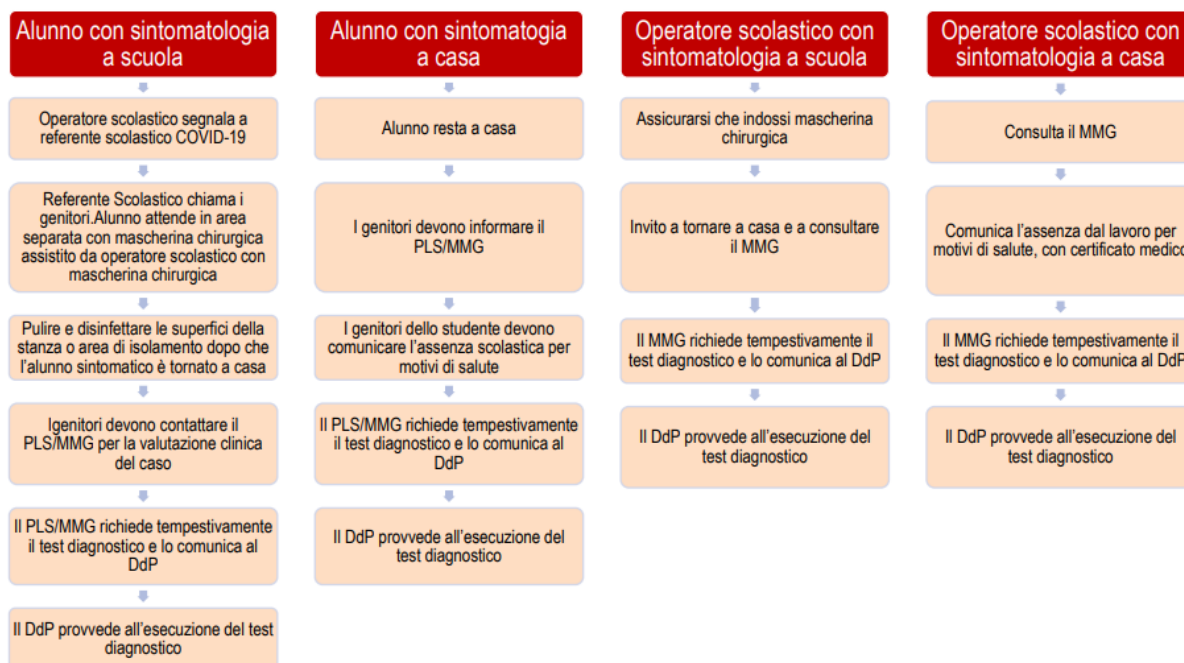 Alunno con sintomatologia
a scuola
Operatore scolastico segnala a
referente scolastico COVID-19
Referente Scolastico chiama i
genitori.Alunno attende in area
separata con mascherina chirurgica
assistito da operatore scolastico con
mascherina chirurgica
Pulire e disinfettare le superfici della
stanza o area di isolamento dopo che
l'alunno sintomatico è tornato a casa
Igenitori devono contattare il
PLS/MMG per la valutazione clinica
del caso
Il PLS/MMG richiede tempestivamente
il test diagnostico e lo comunica al
DdP
Il DdP provvede all'esecuzione del test
diagnostico
Alunno con sintomatogia
a casa
Alunno resta a casa
I genitori devono informare il
PLS/MMG
I genitori dello studente devono
comunicare l'assenza scolastica per
motivi di salute
Il PLS/MMG richiede tempestivamente
il test diagnostico e lo comunica al
DdP
Il DdP provvede all'esecuzione del
test diagnostico
Operatore scolastico con
sintomatologia a scuola
Assicurarsi che indossi mascherina
chirurgica
Invito a tornare a casa e a consultare
il MMG
Il MMG richiede tempestivamente il
test diagnostico e lo comunica al DdP
Il DdP provvede all'esecuzione del
test diagnostico
Operatore scolastico con
sintomatologia a casa
Consulta il MMG
Comunica l'assenza dal lavoro per
motivi di salute, con certificato medico
Il MMG richiede tempestivamente il
test diagnostico e lo comunica al DdP
Il DdP provvede all'esecuzione del
test diagnostico